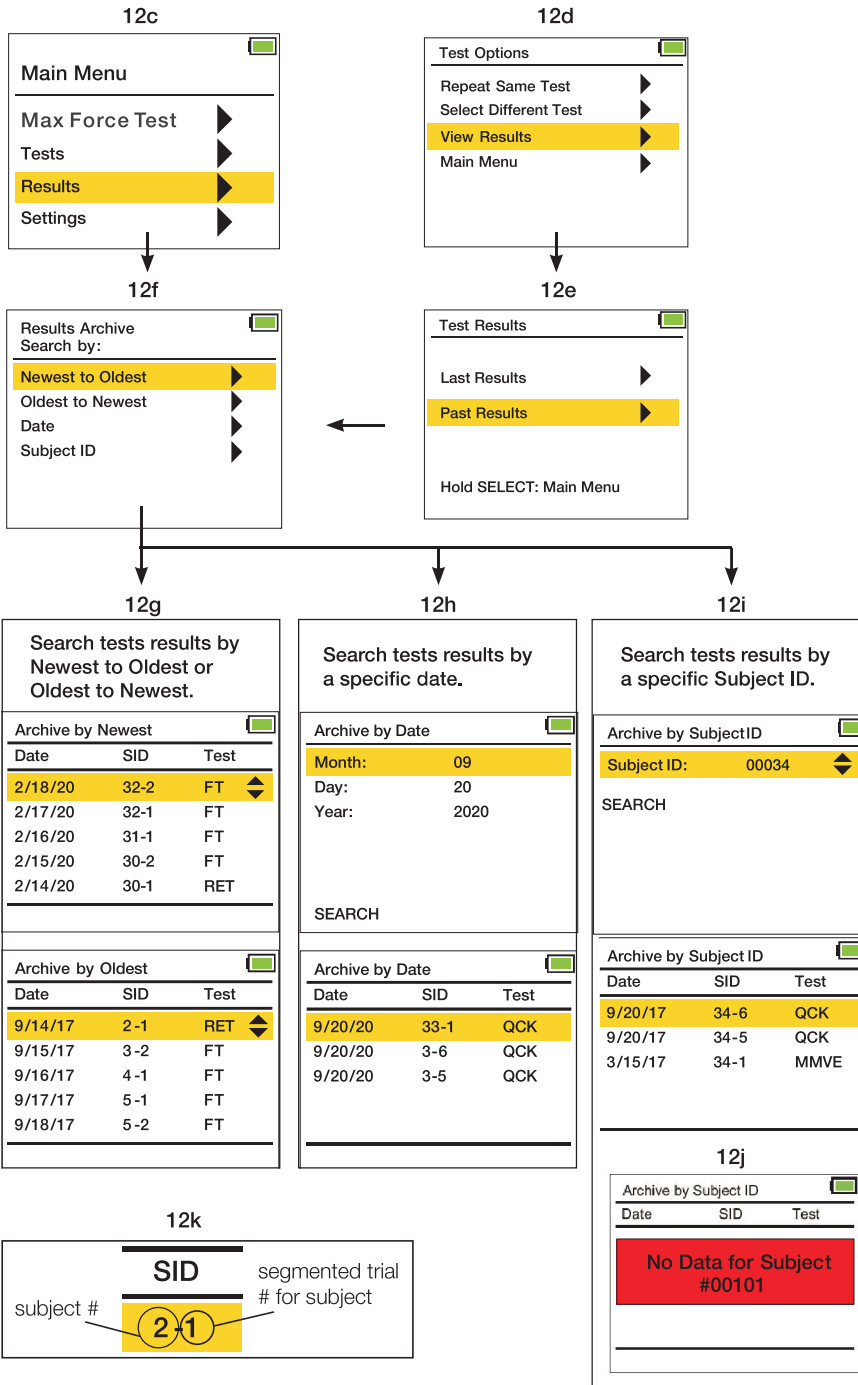 12c
Main Menu
Max Force Test
Tests
Results
Settings
12d
Test Options
Repeat Same Test
Select Different Test
View Results
Main Menu
12f
Results Archive
Search by:
Newest to Oldest
Oldest to Newest
Date
Subject ID
12e
Test Results
Last Results
Past Results
Hold SELECT: Main Menu
12g
Search tests results by
Newest to Oldest or
Oldest to Newest.
Archive by Newest
Date SID Test
2/18/20 32-2 FT
2/17/20 32-1 FT
2/16/20 31-1 FT
2/15/20 30-2 FT
2/14/20 30-1 RET
Archive by Oldest
Date SID Test
9/14/17 2-1 RET
9/15/17 3-2 FT
9/16/17 4-1 FT
9/17/17 5-1 FT
9/18/17 5-2 FT
12h
Search tests results by
a specific date.
Archive by Date
Month: 09
Day: 20
Year: 2020
SEARCH
Archive by Date
Date SID Test
9/20/20 33-1 QCK
9/20/20 3-6 QCK
9/20/20 3-5 QCK
12i
Search tests results by
a specific Subject ID.
Archive by Subject ID
Subject ID: 00034
SEARCH
Archive by Subject ID
Date SID Test
9/20/17 34-6 QCK
9/20/17 34-5 QCK
3/15/17 34-1 MMVE
12j
Archive by Subject ID
Date SID Test
No Data for Subject
#00101
12k
SID
subject #
2-1
segmented trial
# for subject